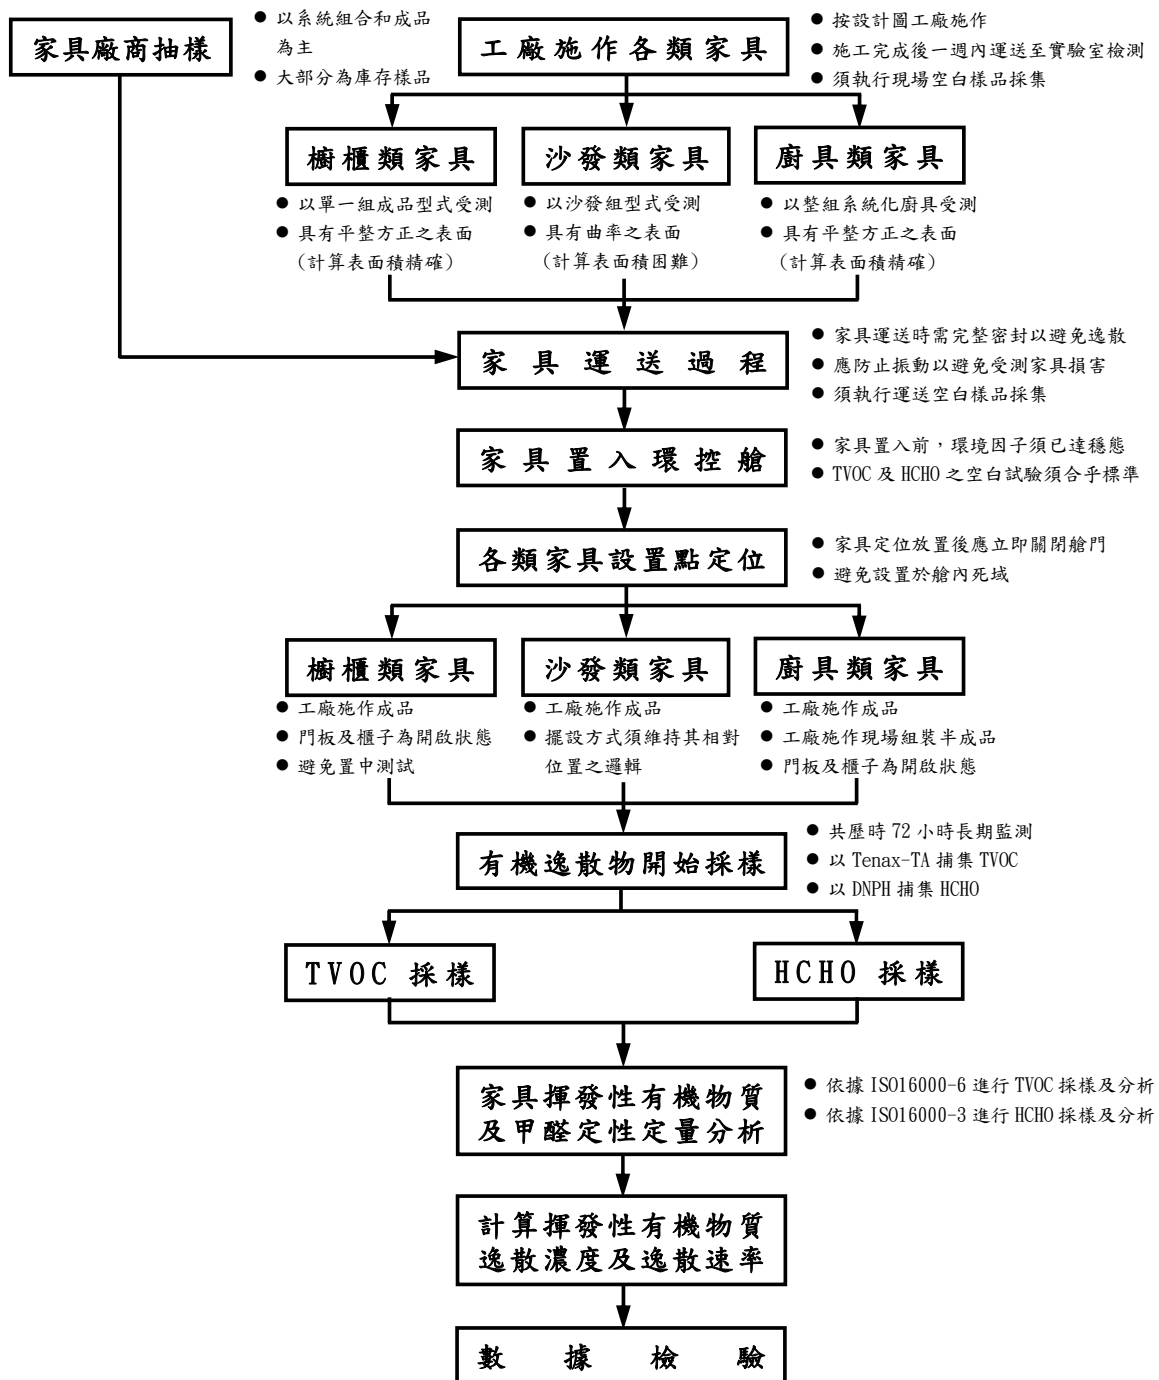 家具廠商抽樣
● 以系統組合和成品
為主
● 大部分為庫存樣品
工廠施作各類家具
● 按設計圖工廠施作
● 施工完成後一週內運送至實驗室檢測
● 須執行現場空白樣品採集
櫥櫃類家具
沙發類家具
廚具類家具
● 以單一組成品型式受測
● 具有平整方正之表面
(計算表面積精確)
● 以沙發組型式受測
● 具有曲率之表面
(計算表面積困難)
● 以整組系統化廚具受測
● 具有平整方正之表面
(計算表面積精確)
家具運送過程
● 家具運送時需完整密封以避免逸散
● 應防止振動以避免受測家具損害
● 須執行運送空白樣品採集
家具置入環控艙
● 家具置入前，環境因子須已達穩態
● TVOC 及 HCHO 之空白試驗須合乎標準
各類家具設置點定位
● 家具定位放置後應立即關閉艙門
● 避免設置於艙內死域
櫥櫃類家具
沙發類家具
廚具類家具
● 工廠施作成品
● 門板及櫃子為開啟狀態
● 避免置中測試
● 工廠施作成品
● 擺設方式須維持其相對
位置之邏輯
● 工廠施作成品
● 工廠施作現場組裝半成品
● 門板及櫃子為開啟狀態
有機逸散物開始採樣
● 共歷時 72 小時長期監測
● 以 Tenax-TA 捕集 TVOC
● 以 DNPH 捕集 HCHO
TVOC 採樣
HCHO 採樣
家具揮發性有機物質
及甲醛定性定量分析
● 依據 ISO16000-6 進行 TVOC 採樣及分析
● 依據 ISO16000-3 進行 HCHO 採樣及分析
計算揮發性有機物質
逸散濃度及逸散速率
數據檢驗